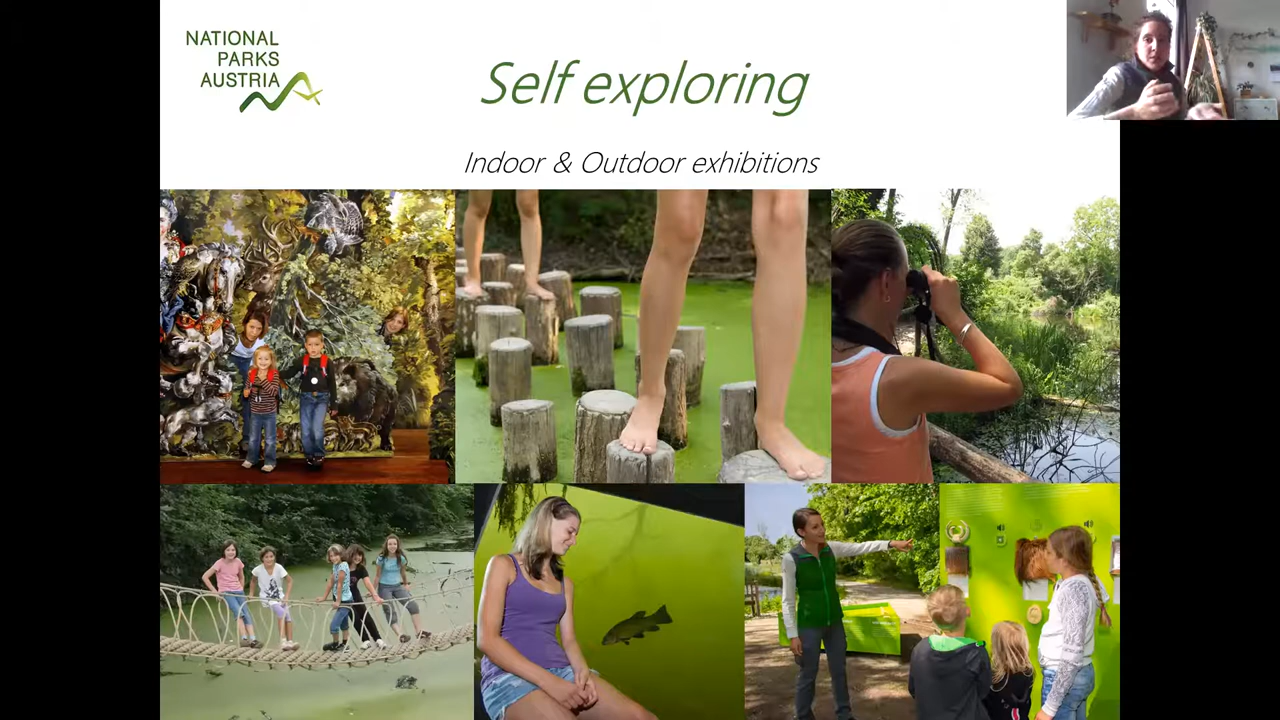 NATIONAL
PARKS
AUSTRIA
Self exploring
Indoor & Outdoor exhibitions